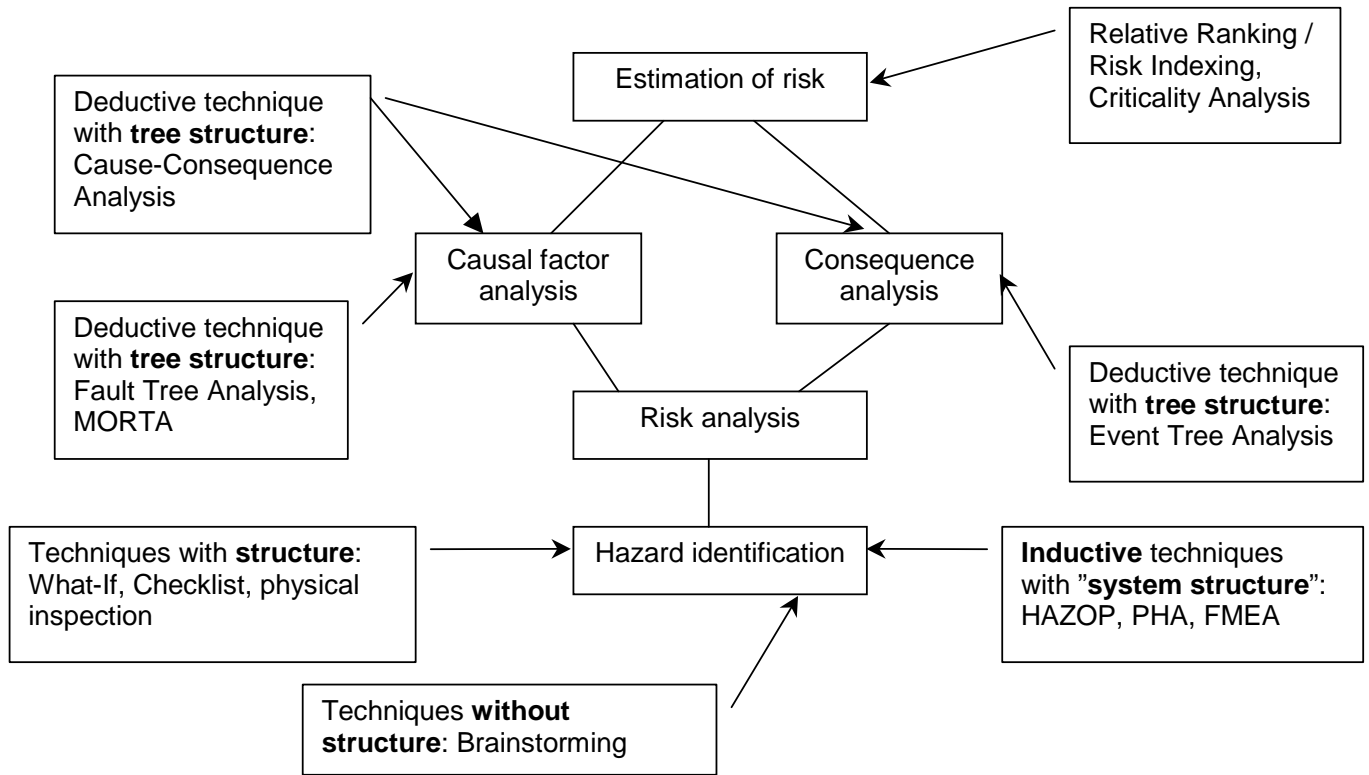 Relative Ranking /
Risk Indexing,
Criticality Analysis
Estimation of risk
Deductive technique
with tree structure:
Cause-Consequence
Analysis
Causal factor
analysis
Consequence
analysis
Deductive technique
with tree structure:
Fault Tree Analysis,
MORTA
Deductive technique
with tree structure:
Event Tree Analysis
Risk analysis
Techniques with structure:
What-If, Checklist, physical
inspection
Hazard identification
Inductive techniques
with ”system structure”:
HAZOP, PHA, FMEA
Techniques without
structure: Brainstorming